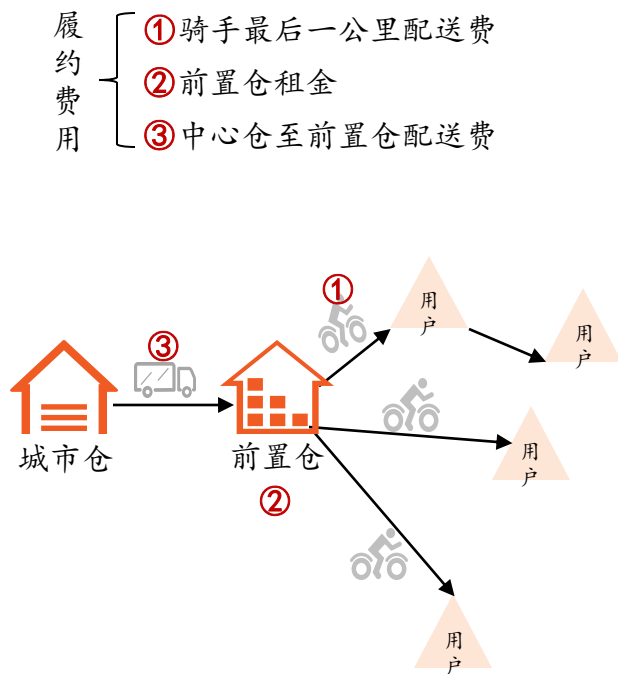 履约费用
①骑手最后一公里配送费
②前置仓租金
③中心仓至前置仓配送费
①
用户
用户
③
城市仓
前置仓
②
用户
用户